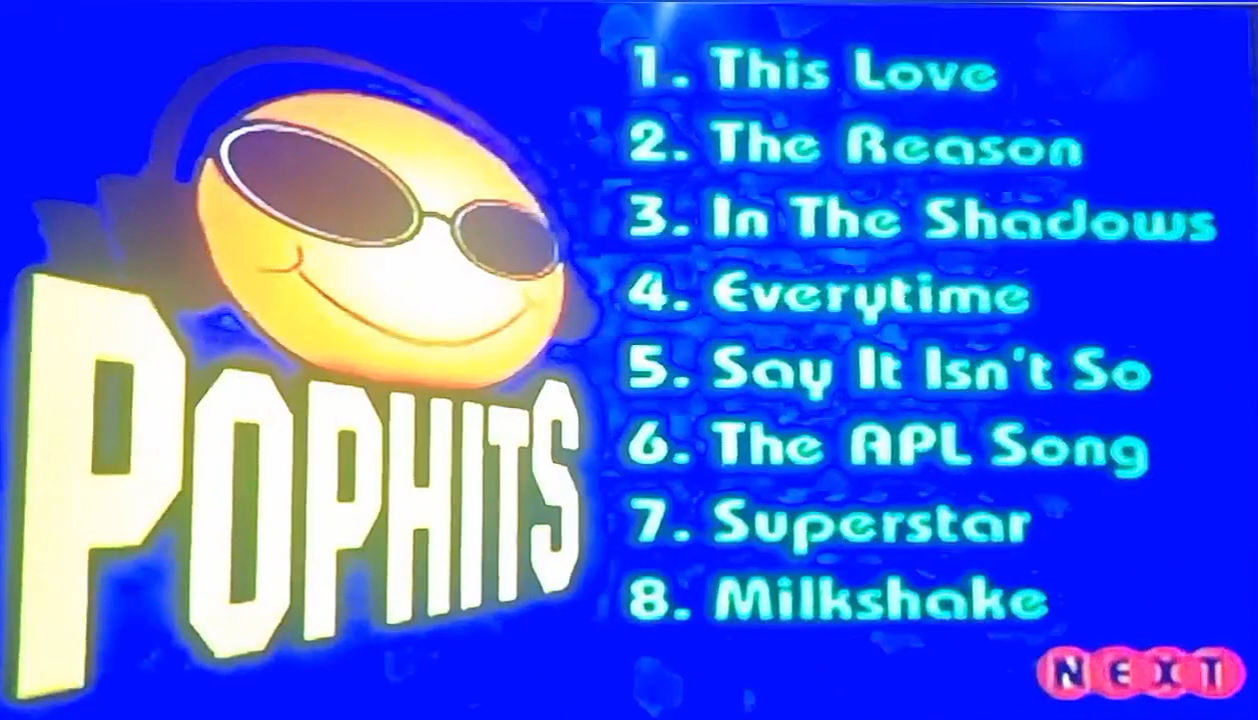 POPHITS
1. This Love
2. The Reason
3. In The Shadows
4. Everytime
5. Say It Isn't So
6. The APL Song
7. Superstar
8. Milkshake
NEXT